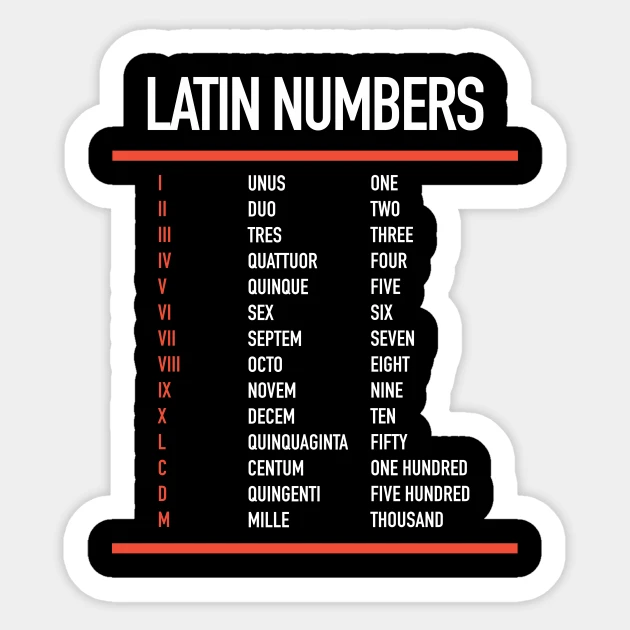 LATIN NUMBERS
I UNUS ONE
II DUO TWO
III TRES THREE
IV QUATTUOR FOUR
V QUINQUE FIVE
VI SEX SIX
VII SEPTEM SEVEN
VIII OCTO EIGHT
IX NOVEM NINE
X DECEM TEN
L QUINQUAGINTA FIFTY
C CENTUM ONE HUNDRED
D QUINGENTI FIVE HUNDRED
M MILLE THOUSAND